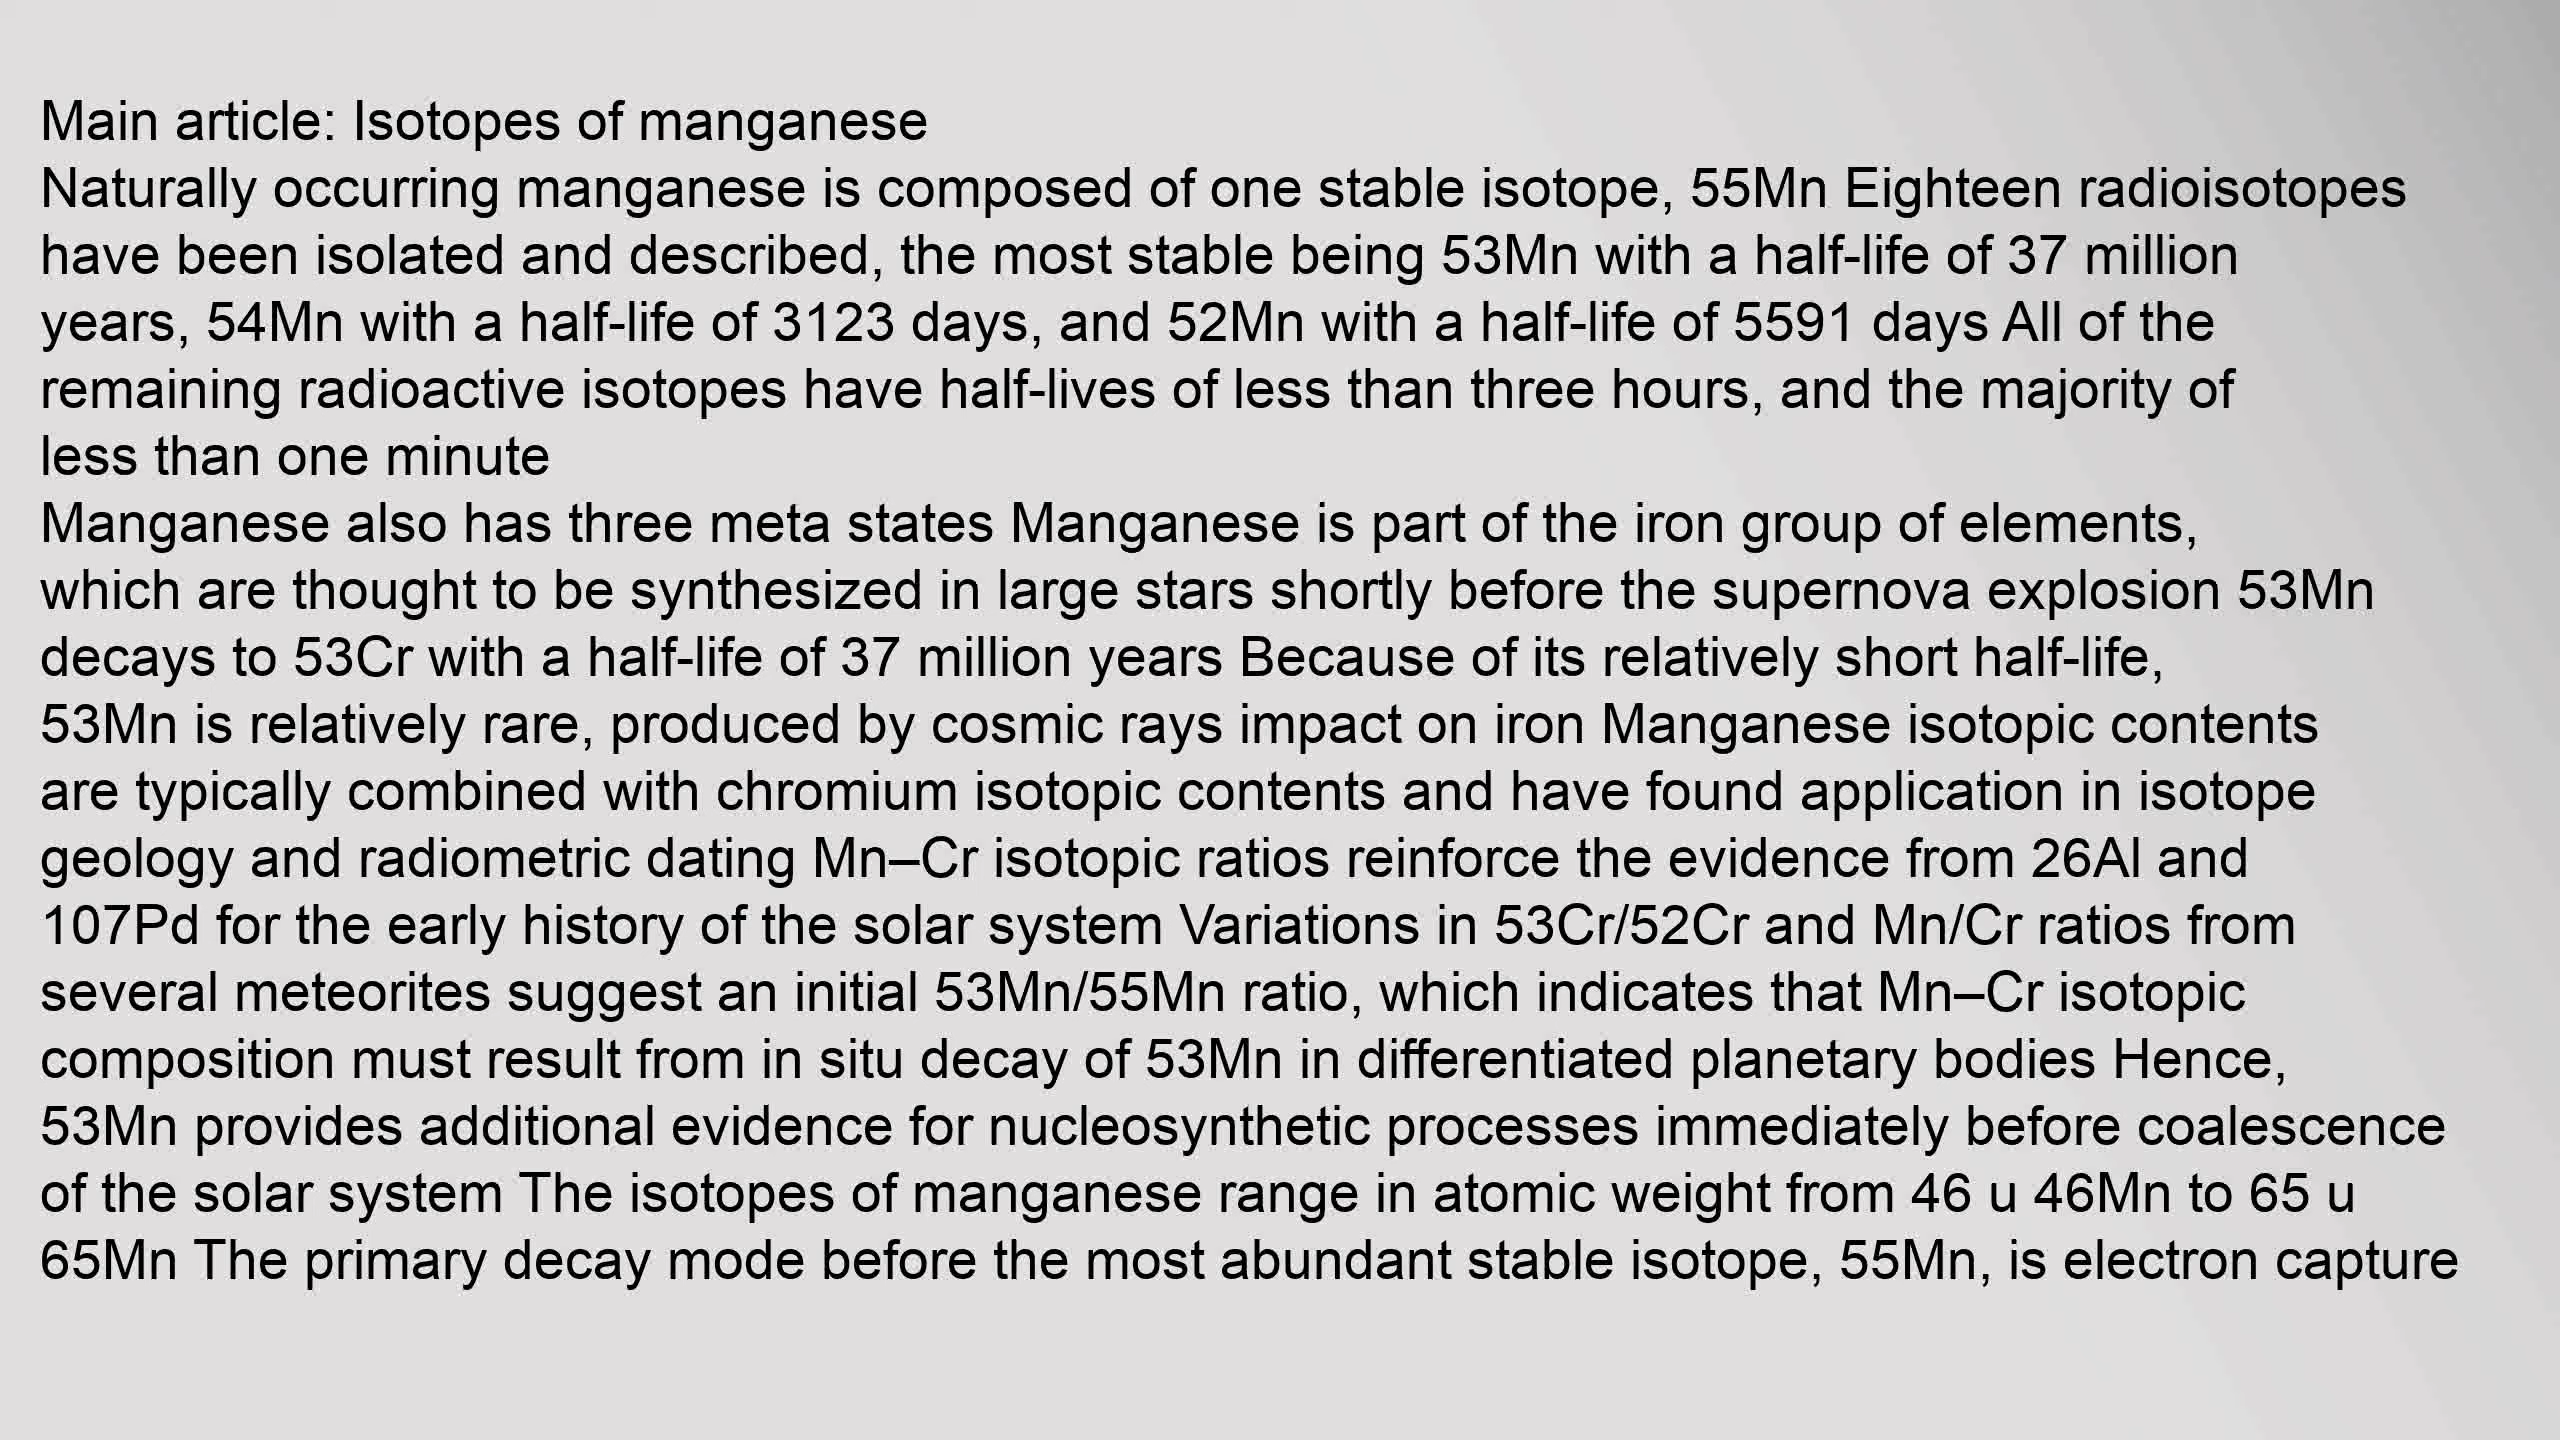 Main article: Isotopes of manganese
Naturally occurring manganese is composed of one stable isotope, 55Mn Eighteen radioisotopes
have been isolated and described, the most stable being 53Mn with a half-life of 37 million
years, 54Mn with a half-life of 3123 days, and 52Mn with a half-life of 5591 days All of the
remaining radioactive isotopes have half-lives of less than three hours, and the majority of
less than one minute
Manganese also has three meta states Manganese is part of the iron group of elements,
which are thought to be synthesized in large stars shortly before the supernova explosion 53Mn
decays to 53Cr with a half-life of 37 million years Because of its relatively short half-life,
53Mn is relatively rare, produced by cosmic rays impact on iron Manganese isotopic contents
are typically combined with chromium isotopic contents and have found application in isotope
geology and radiometric dating Mn–Cr isotopic ratios reinforce the evidence from 26Al and
107Pd for the early history of the solar system Variations in 53Cr/52Cr and Mn/Cr ratios from
several meteorites suggest an initial 53Mn/55Mn ratio, which indicates that Mn–Cr isotopic
composition must result from in situ decay of 53Mn in differentiated planetary bodies Hence,
53Mn provides additional evidence for nucleosynthetic processes immediately before coalescence
of the solar system The isotopes of manganese range in atomic weight from 46 u 46Mn to 65 u
65Mn The primary decay mode before the most abundant stable isotope, 55Mn, is electron capture